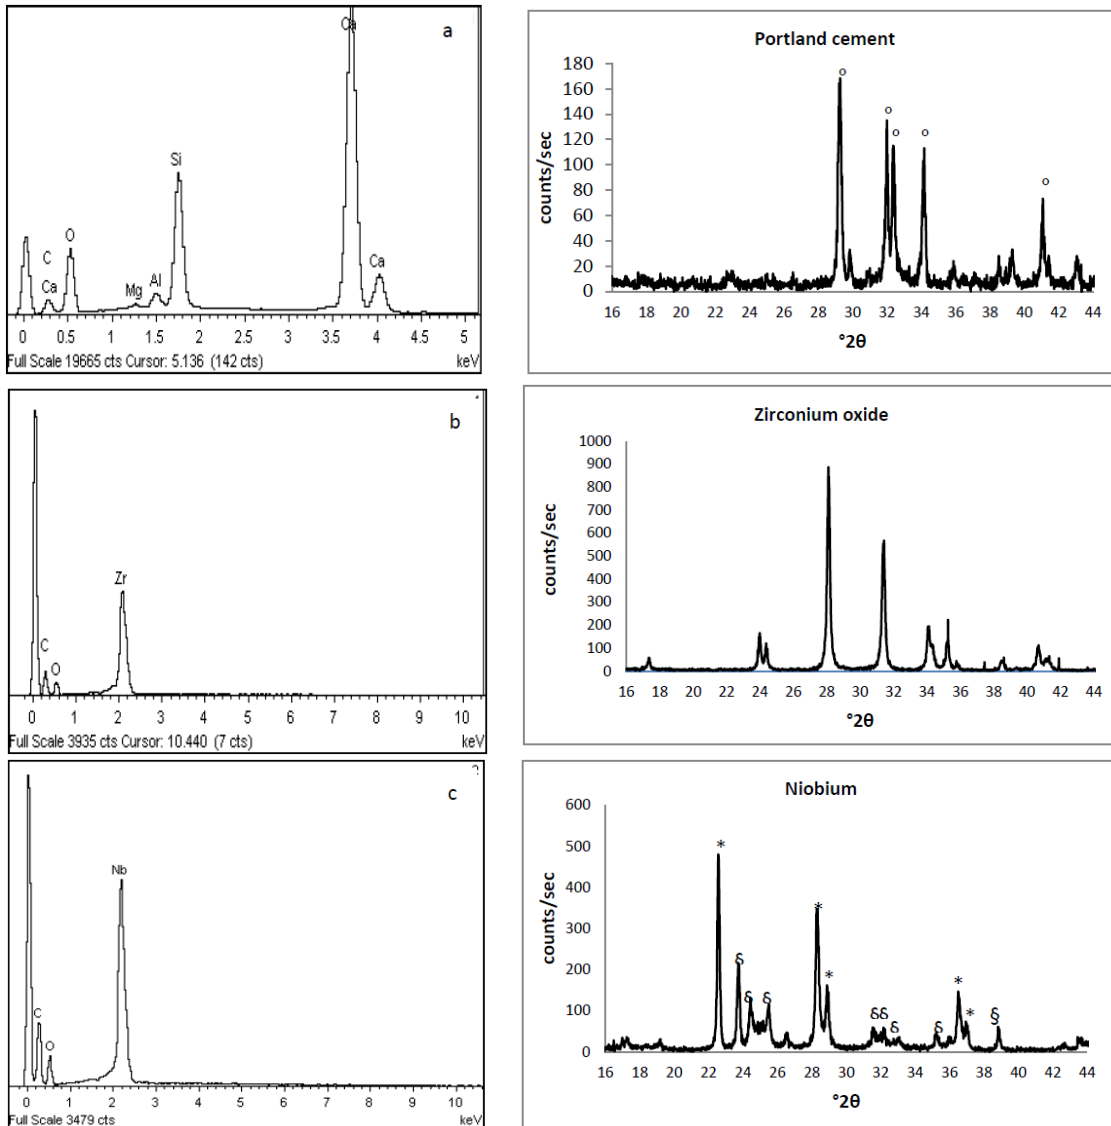 a
Ca
Si
C
O
Ca
Mg
Al
Ca
0 0.5 1 1.5 2 2.5 3 3.5 4 4.5 5
Full Scale 19665 cts Cursor: 5.136 (142 cts) keV
Portland cement
counts/sec
180
160
140
120
100
80
60
40
20
0
o
o
o
o
o
16 18 20 22 24 26 28 30 32 34 36 38 40 42 44
°2θ
b
Zr
C
O
0 1 2 3 4 5 6 7 8 9 10
Full Scale 3935 cts Cursor: 10.440 (7 cts) keV
Zirconium oxide
counts/sec
1000
900
800
700
600
500
400
300
200
100
0
16 18 20 22 24 26 28 30 32 34 36 38 40 42 44
°2θ
?
c
Nb
C
O
0 1 2 3 4 5 6 7 8 9 10
Full Scale 3479 cts keV
Niobium
counts/sec
600
500
400
300
200
100
0
*
§
§
§
*
*
§§
§
§
*
*
§
16 18 20 22 24 26 28 30 32 34 36 38 40 42 44
°2θ